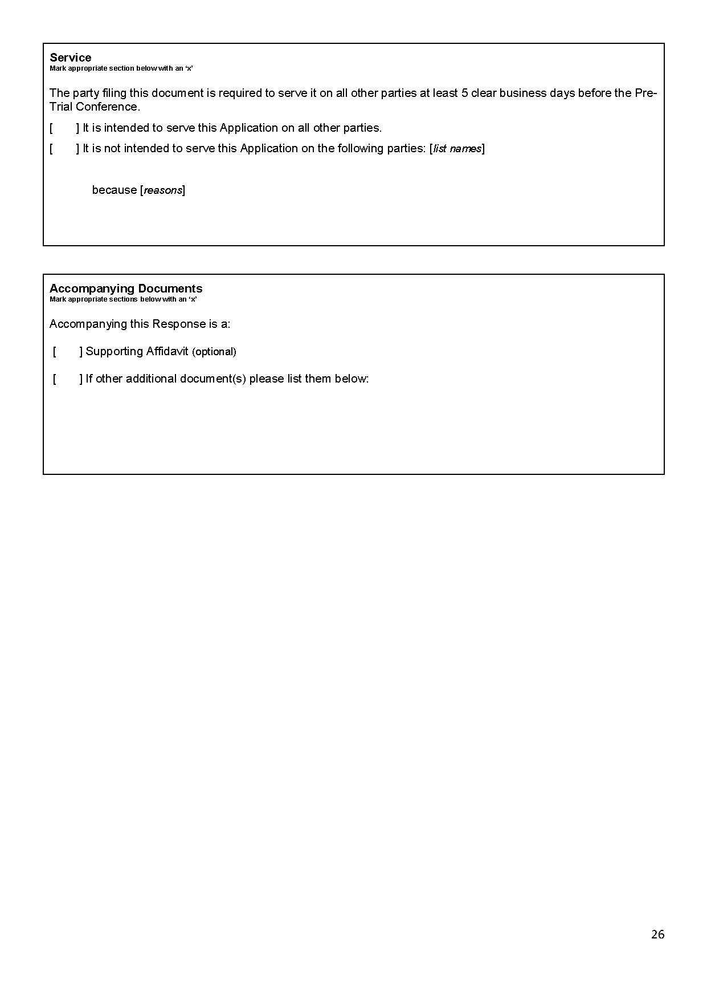 Service
Mark appropriate section below with an ‘x’
The party filing this document is required to serve it on all other parties at least 5 clear business days before the Pre-
Trial Conference.
[ ] It is intended to serve this Application on all other parties.
[ ] It is not intended to serve this Application on the following parties: [list names]
because [reasons]
Accompanying Documents
Mark appropriate sections below with an ‘x’
Accompanying this Response is a:
[ ] Supporting Affidavit (optional)
[ ] If other additional document(s) please list them below:
26